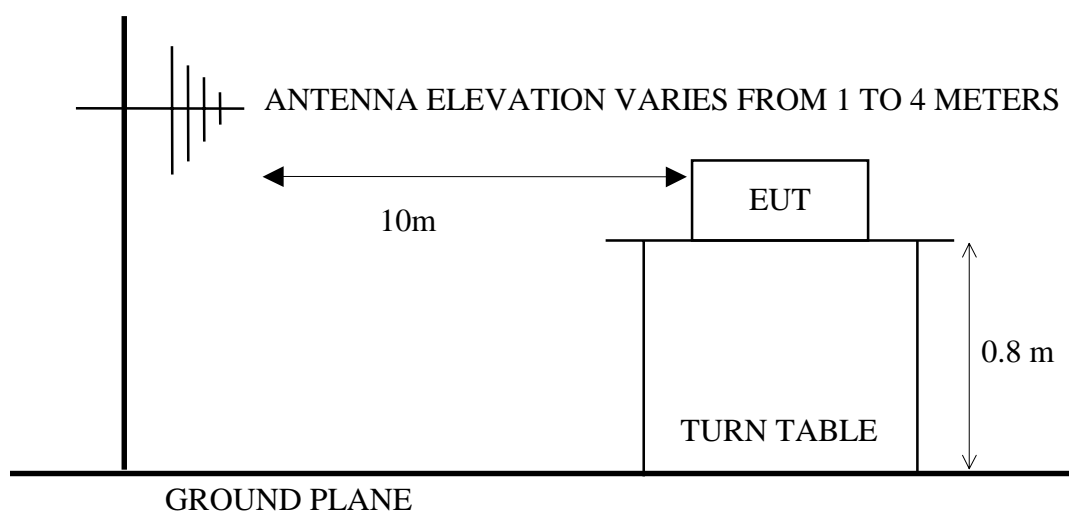 ANTENNA ELEVATION VARIES FROM 1 TO 4 METERS
EUT
10m
0.8 m
TURN TABLE
GROUND PLANE